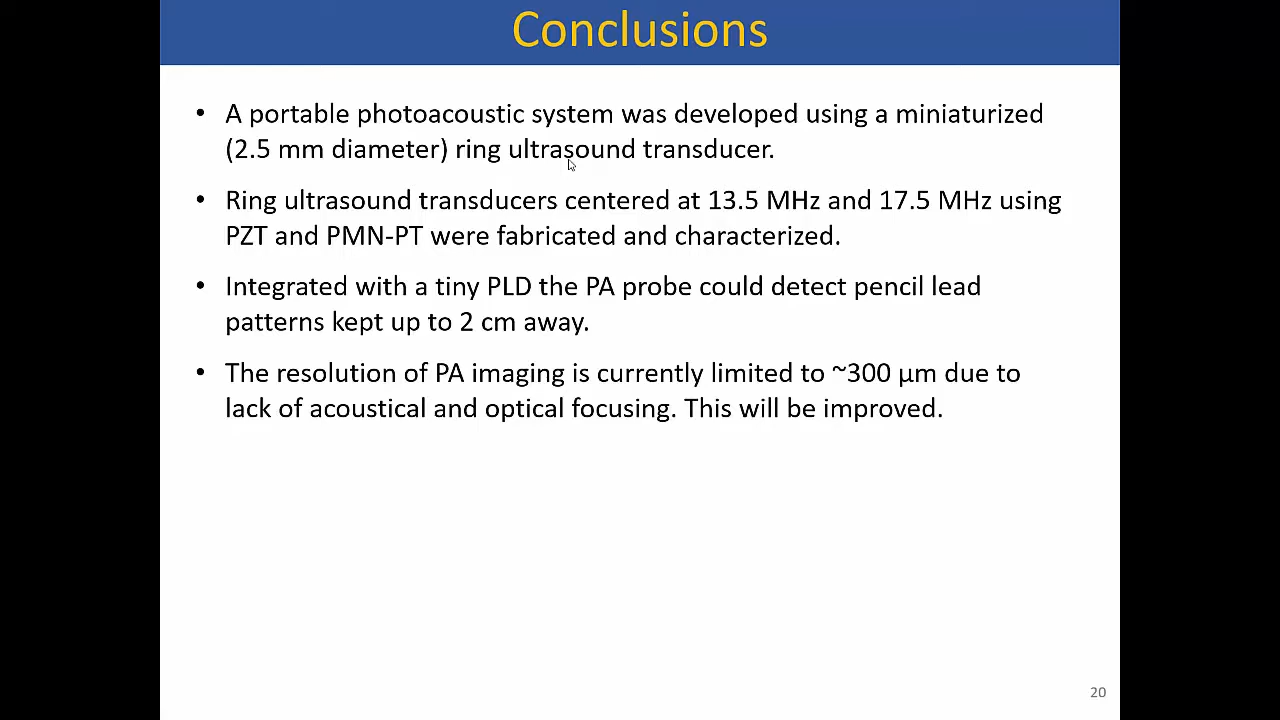 Conclusions
• A portable photoacoustic system was developed using a miniaturized
(2.5 mm diameter) ring ultrasound transducer.
• Ring ultrasound transducers centered at 13.5 MHz and 17.5 MHz using
PZT and PMN-PT were fabricated and characterized.
• Integrated with a tiny PLD the PA probe could detect pencil lead
patterns kept up to 2 cm away.
• The resolution of PA imaging is currently limited to ~300 µm due to
lack of acoustical and optical focusing. This will be improved.
20